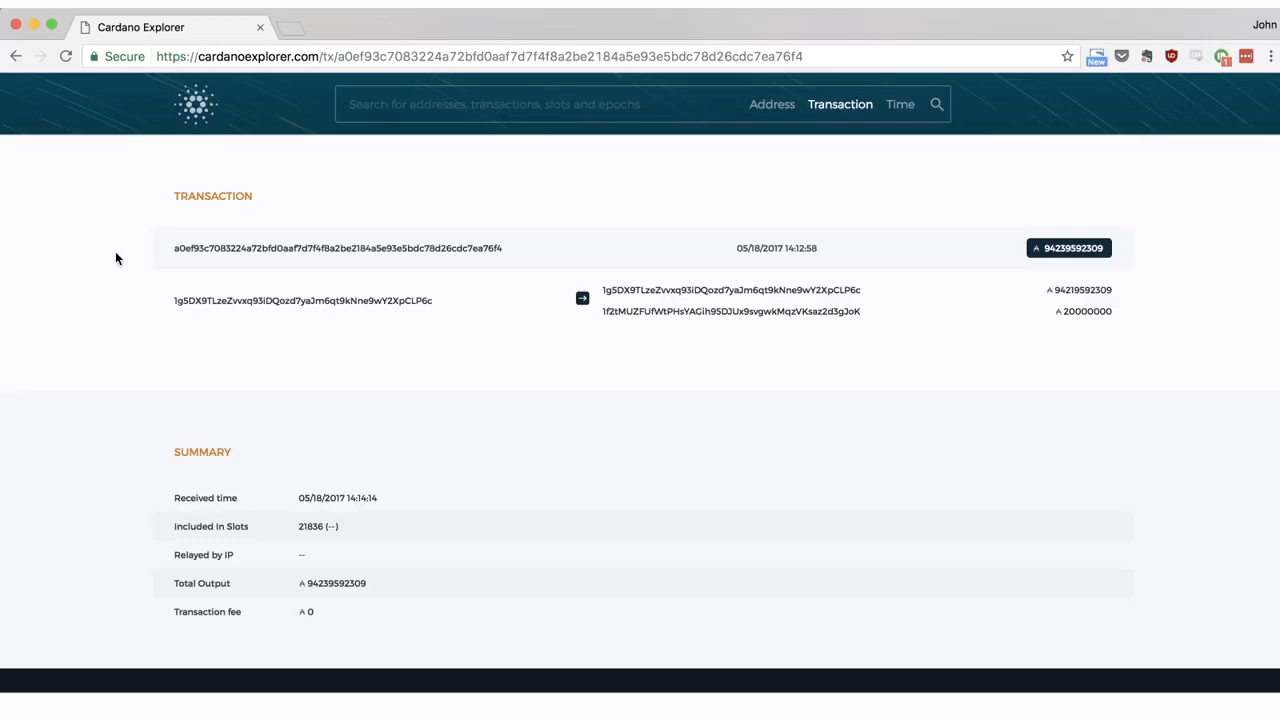 Cardano Explorer
John
Secure https://cardanoexplorer.com/tx/a0ef93c7083224a72bfd0aaf7d7f4f8a2be2184a5e93e5bdc78d26cdc7ea76f4
New
1
Search for addresses, transactions, slots and epochs Address Transaction Time
TRANSACTION
a0ef93c7083224a72bfd0aaf7d7f4f8a2be2184a5e93e5bdc78d26cdc7ea76f4 05/18/2017 14:12:58 94239592309
1g5DX9TLzeZvvxq93iDQozd7yaJm6qt9kNne9wY2XpCLP6c
1g5DX9TLzeZvvxq93iDQozd7yaJm6qt9kNne9wY2XpCLP6c 94219592309
1f2tMUZFUfWtPHsYAGih95DJUx9svgwkMqzVKsaz2d3gJoK 20000000
SUMMARY
Received time 05/18/2017 14:14:14
Included In Slots 21836 (--)
Relayed by IP --
Total Output 94239592309
Transaction fee 0